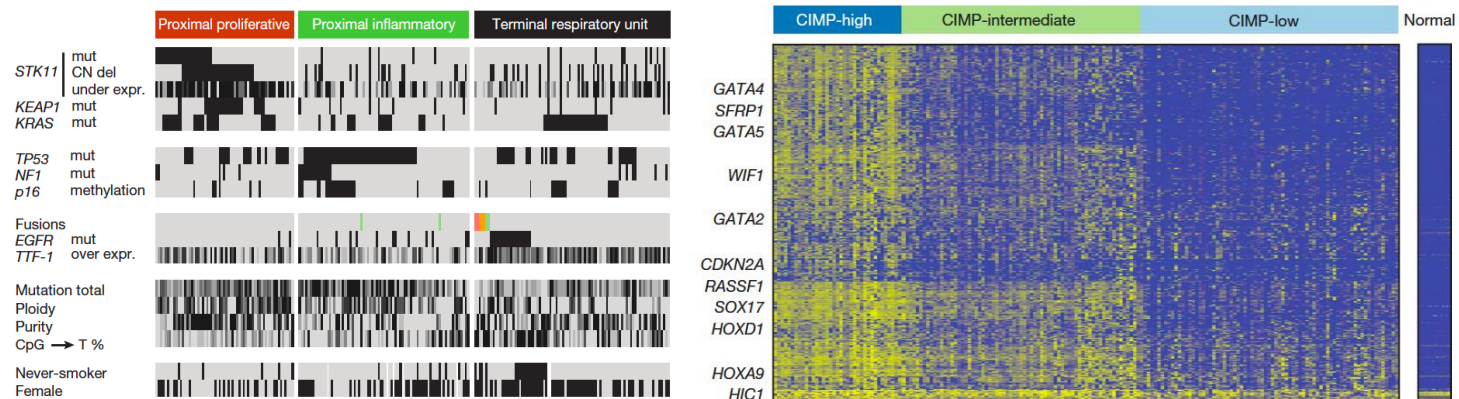 Proximal proliferative Proximal inflammatory Terminal respiratory unit
STK11 mut
CN del
under expr.
KEAP1 mut
KRAS mut
TP53 mut
NF1 mut
p16 methylation
Fusions
EGFR mut
TTF-1 over expr.
Mutation total
Ploidy
Purity
CpG → T %
Never-smoker
Female
CIMP-high CIMP-intermediate CIMP-low Normal
GATA4
SFRP1
GATA5
WIF1
GATA2
CDKN2A
RASSF1
SOX17
HOXD1
HOXA9
HIC1